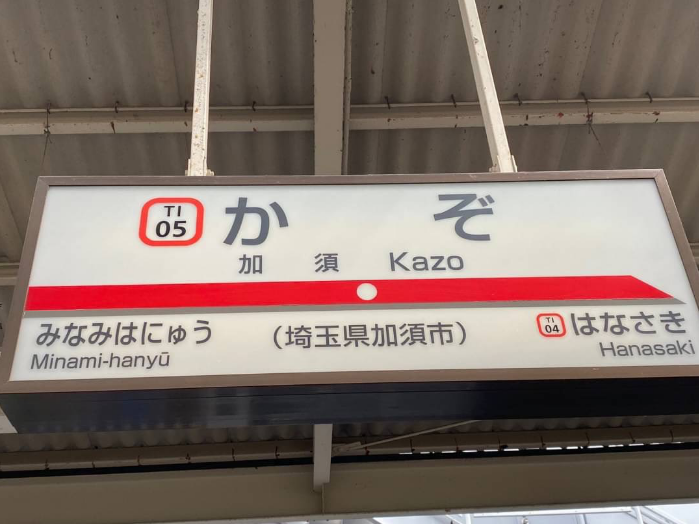 TI
05
かぞ
加須 Kazo
みなみはにゅう
Minami-hanyū
（埼玉県加須市）
TI
04
はなさき
Hanasaki